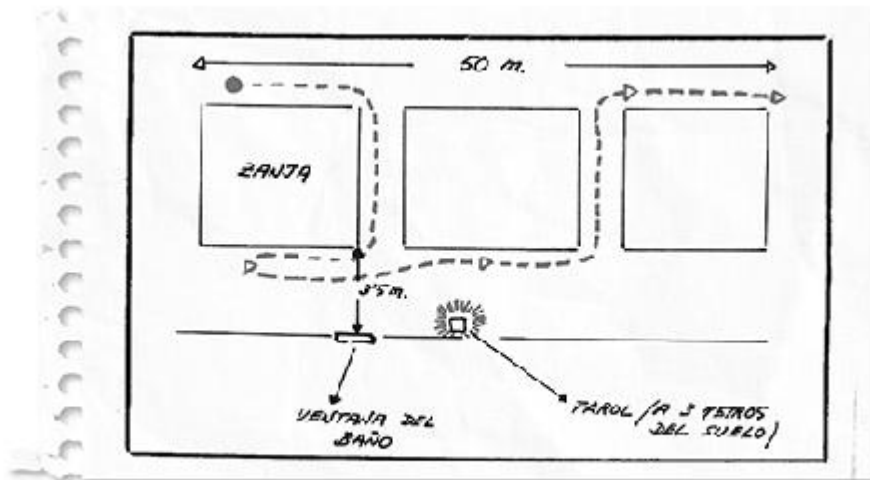 50 m.
ZANJA
3'5 m.
VENTANA DEL
BAÑO
FAROL (A 3 METROS
DEL SUELO)